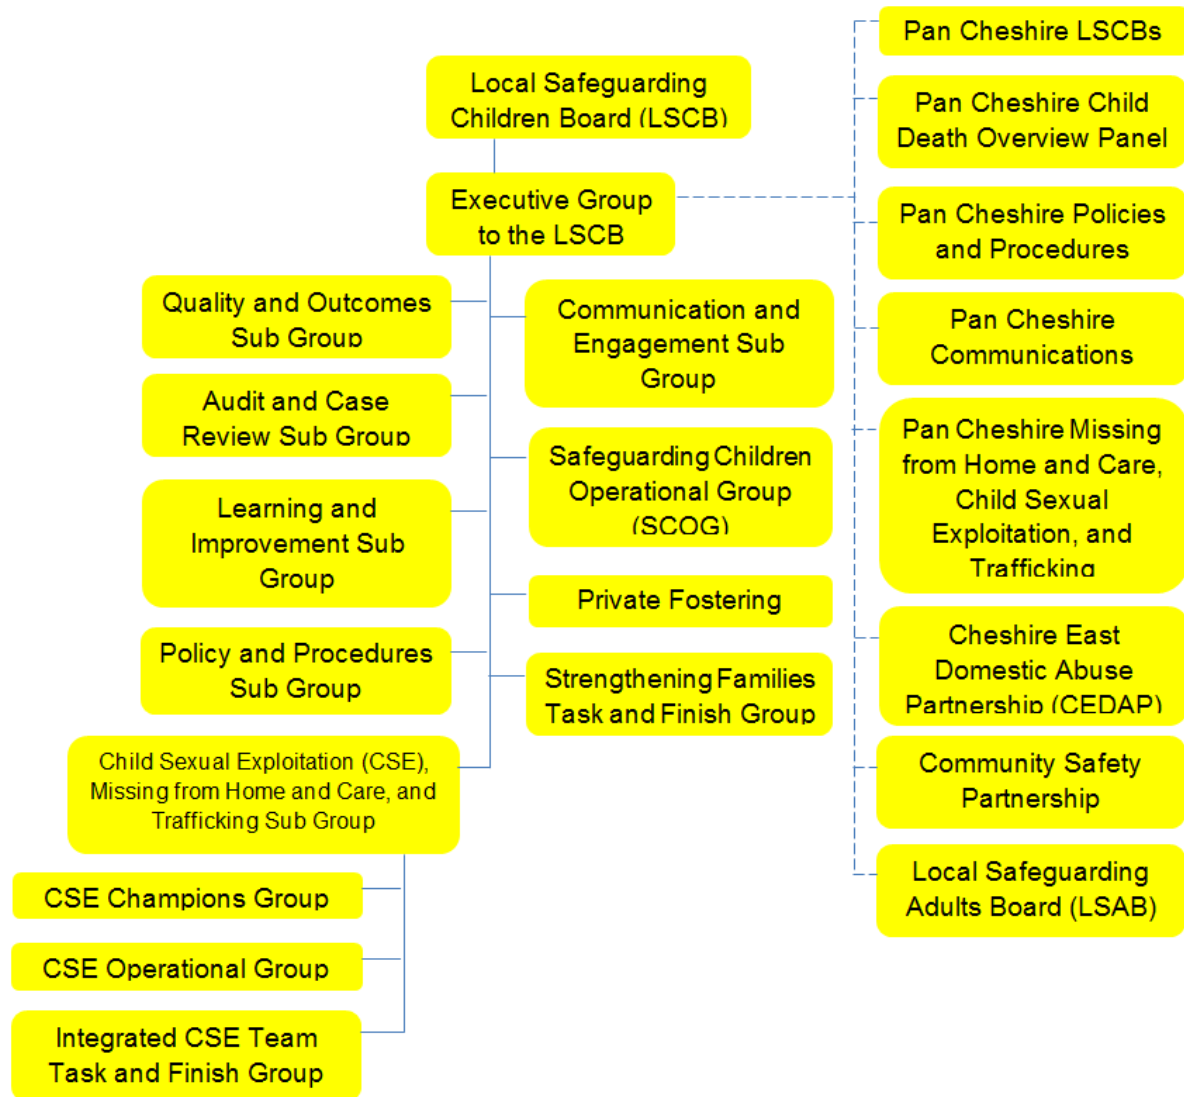 Local Safeguarding
Children Board (LSCB)
Executive Group
to the LSCB
Quality and Outcomes
Sub Group
Audit and Case
Review Sub Group
Learning and
Improvement Sub
Group
Policy and Procedures
Sub Group
Child Sexual Exploitation (CSE),
Missing from Home and Care, and
Trafficking Sub Group
CSE Champions Group
CSE Operational Group
Integrated CSE Team
Task and Finish Group
Communication and
Engagement Sub
Group
Safeguarding Children
Operational Group
(SCOG)
Private Fostering
Strengthening Families
Task and Finish Group
Pan Cheshire LSCBs
Pan Cheshire Child
Death Overview Panel
Pan Cheshire Policies
and Procedures
Pan Cheshire
Communications
Pan Cheshire Missing
from Home and Care,
Child Sexual
Exploitation, and
Trafficking
Cheshire East
Domestic Abuse
Partnership (CEDAP)
Community Safety
Partnership
Local Safeguarding
Adults Board (LSAB)